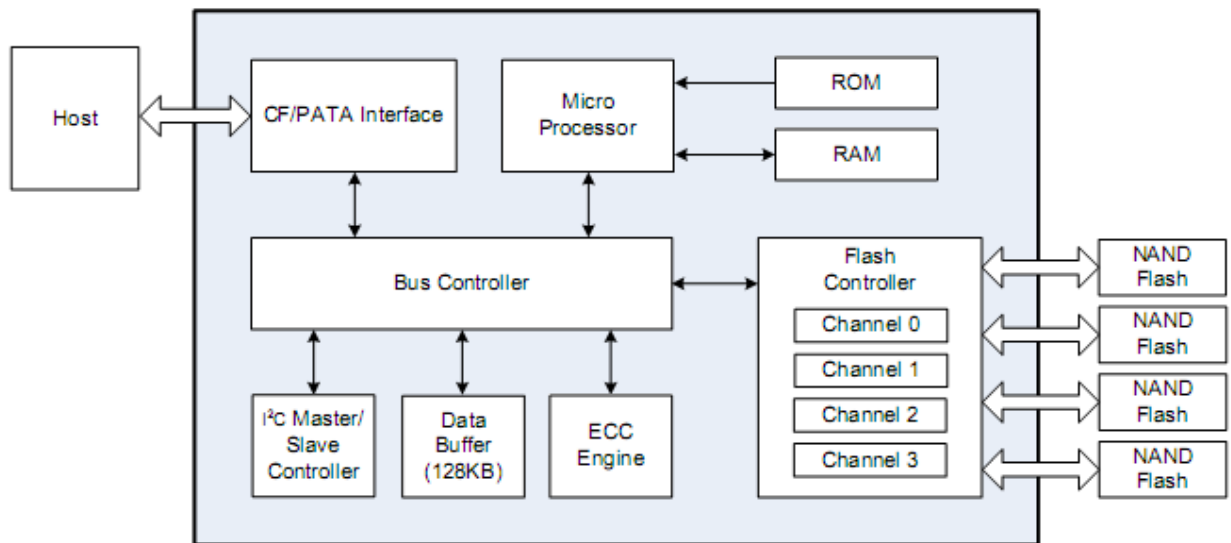 Host
CF/PATA Interface
Micro
Processor
ROM
RAM
Bus Controller
Flash
Controller
Channel 0
Channel 1
Channel 2
Channel 3
NAND
Flash
NAND
Flash
NAND
Flash
NAND
Flash
I²C Master/
Slave
Controller
Data
Buffer
(128KB)
ECC
Engine